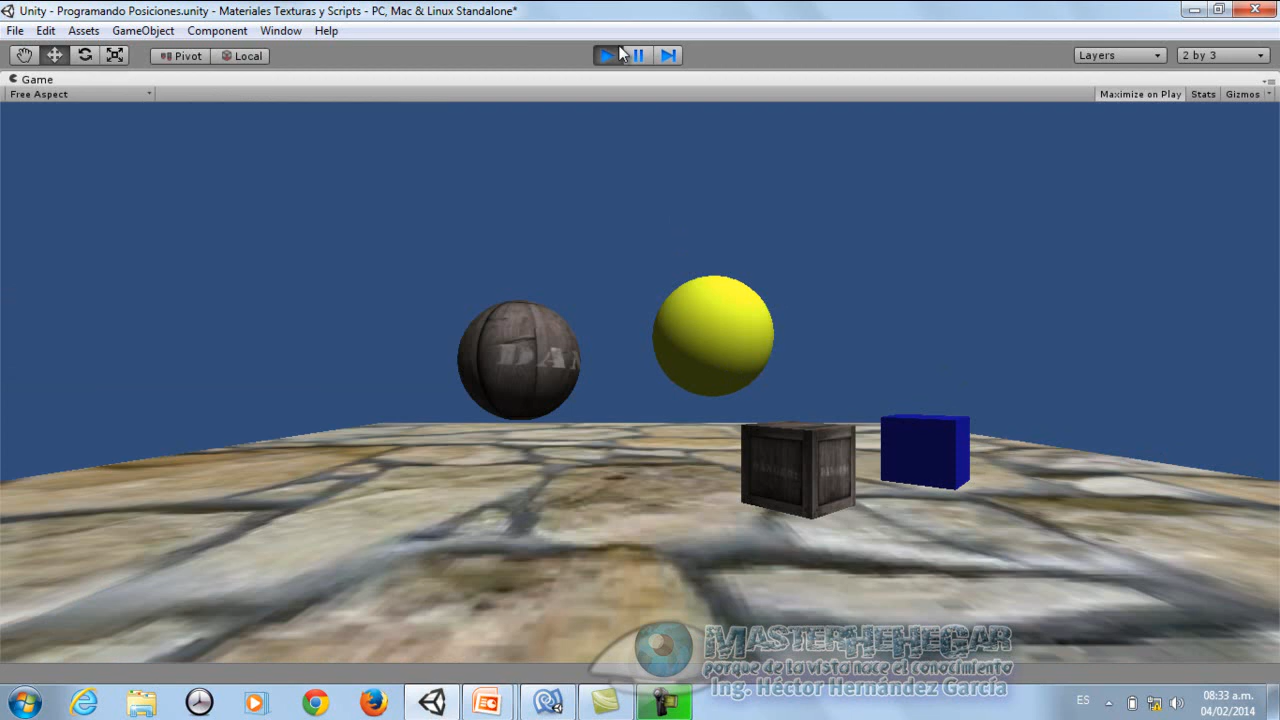 Unity - Programando Posiciones.unity - Materiales Texturas y Scripts - PC, Mac & Linux Standalone*
File Edit Assets GameObject Component Window Help
Pivot Local Layers 2 by 3
Game
Free Aspect Maximize on Play Stats Gizmos
DAN
MASTERHEHEGAR
porque de la vista nace el conocimiento
Ing. Héctor Hernández García
ES 08:33 a.m.
04/02/2014